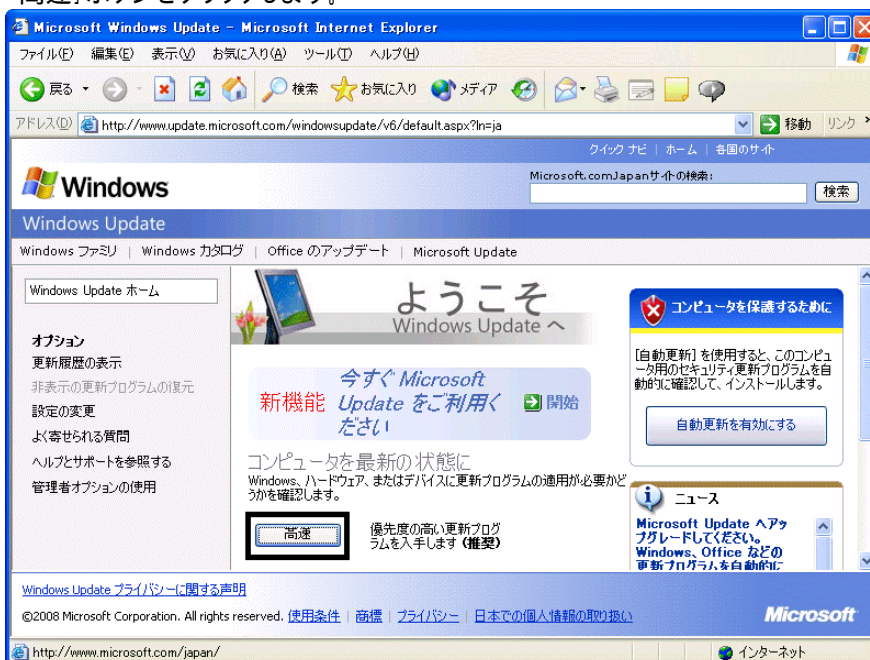 「高速」ボタンをクリックします。
Microsoft Windows Update - Microsoft Internet Explorer
ファイル(F) 編集(E) 表示(V) お気に入り(A) ツール(T) ヘルプ(H)
戻る 検索 お気に入り メディア
アドレス(D) http://www.update.microsoft.com/windowsupdate/v6/default.aspx?ln=ja 移動 リンク »
クイック ナビ | ホーム | 各国のサイト
Windows
Microsoft.comJapanサイトの検索:
検索
Windows Update
Windows ファミリ | Windows カタログ | Office のアップデート | Microsoft Update
Windows Update ホーム
オプション
更新履歴の表示
非表示の更新プログラムの復元
設定の変更
よく寄せられる質問
ヘルプとサポートを参照する
管理者オプションの使用
ようこそ
Windows Update へ
新機能
今すぐ Microsoft
Update をご利用く
ださい
開始
コンピュータを最新の状態に
Windows、ハードウェア、またはデバイスに更新プログラムの適用が必要かど
うかを確認します。
高速
優先度の高い更新プログ
ラムを入手します (推奨)
コンピュータを保護するために
[自動更新] を使用すると、このコンピュ
ータ用のセキュリティ更新プログラムを自
動的に確認して、インストールします。
自動更新を有効にする
ニュース
Microsoft Update へアッ
プグレードしてください。
Windows、Office などの
更新プログラムを自動的に
Windows Update プライバシーに関する声明
©2008 Microsoft Corporation. All rights reserved. 使用条件 | 商標 | プライバシー | 日本での個人情報の取り扱い
Microsoft
http://www.microsoft.com/japan/
インターネット